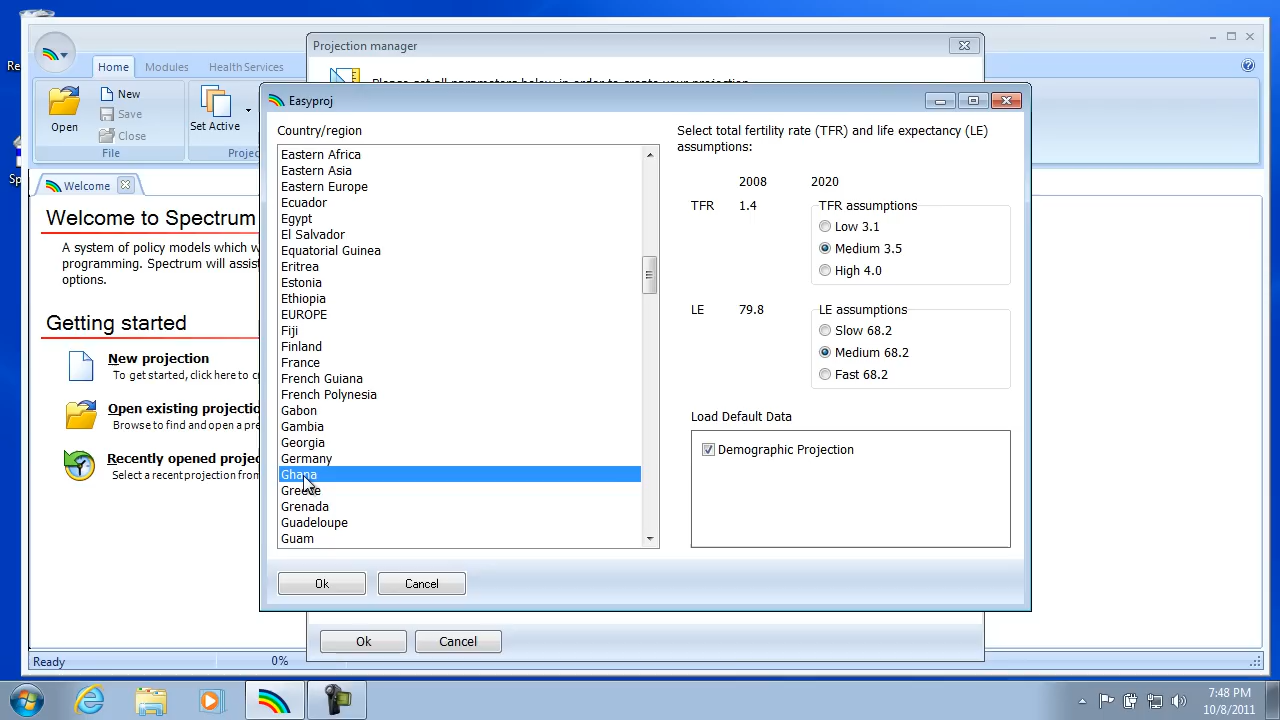 Projection manager
Home
Modules
Health Services
Open
New
Save
Close
Set Active
File
Projec
Welcome
Welcome to Spectrum
A system of policy models which w
programming. Spectrum will assis
options.
Getting started
New projection
To get started, click here to cr
Open existing projectio
Browse to find and open a pre
Recently opened projec
Select a recent projection from
Ready
0%
Easyproj
Country/region
Eastern Africa
Eastern Asia
Eastern Europe
Ecuador
Egypt
El Salvador
Equatorial Guinea
Eritrea
Estonia
Ethiopia
EUROPE
Fiji
Finland
France
French Guiana
French Polynesia
Gabon
Gambia
Georgia
Germany
Ghana
Greece
Grenada
Guadeloupe
Guam
Select total fertility rate (TFR) and life expectancy (LE)
assumptions:
2008 2020
TFR 1.4
TFR assumptions
Low 3.1
Medium 3.5
High 4.0
LE 79.8
LE assumptions
Slow 68.2
Medium 68.2
Fast 68.2
Load Default Data
Demographic Projection
Ok
Cancel
Ok
Cancel
7:48 PM
10/8/2011